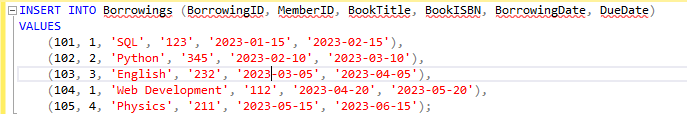 INSERT INTO Borrowings (BorrowingID, MemberID, BookTitle, BookISBN, BorrowingDate, DueDate)
VALUES
(101, 1, 'SQL', '123', '2023-01-15', '2023-02-15'),
(102, 2, 'Python', '345', '2023-02-10', '2023-03-10'),
(103, 3, 'English', '232', '2023-03-05', '2023-04-05'),
(104, 1, 'Web Development', '112', '2023-04-20', '2023-05-20'),
(105, 4, 'Physics', '211', '2023-05-15', '2023-06-15');